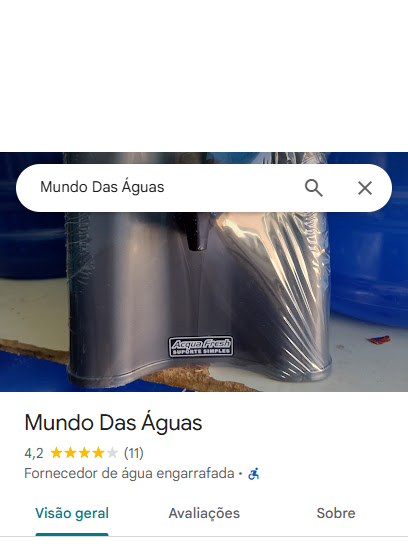 Mundo Das Águas
Acqua Fresh
SUPORTE SIMPLES
Mundo Das Águas
4,2 (11)
Fornecedor de água engarrafada ·
Visão geral
Avaliações
Sobre